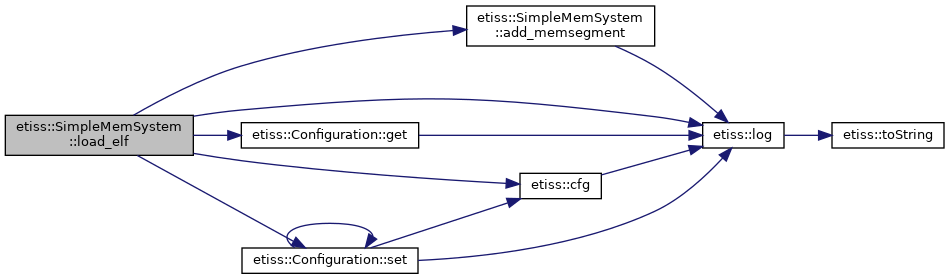 etiss::SimpleMemSystem
::load_elf
etiss::SimpleMemSystem
::add_memsegment
etiss::Configuration::get
etiss::cfg
etiss::Configuration::set
etiss::log
etiss::toString